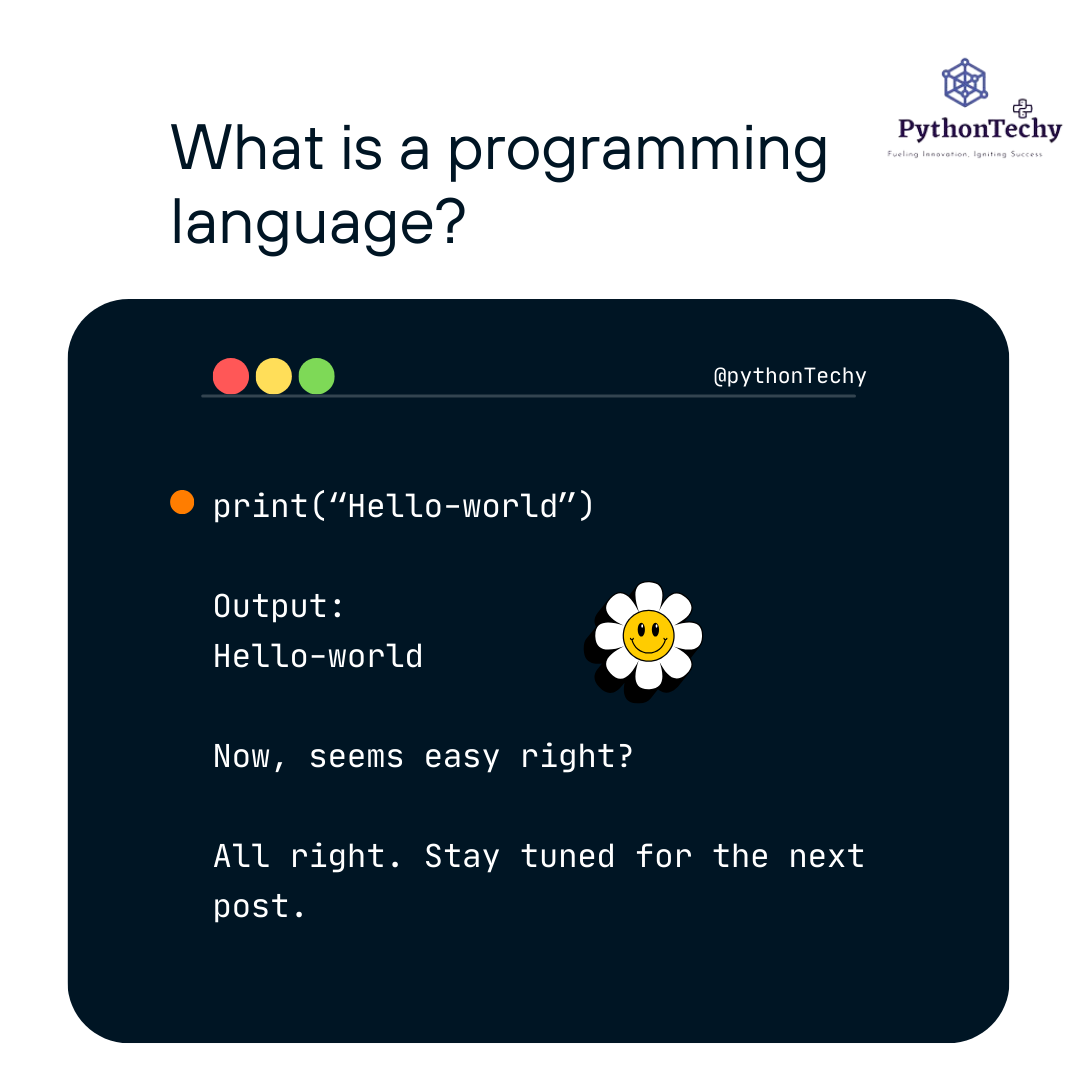 What is a programming
language?
PythonTechy
Fueling Innovation, Igniting Success
@pythonTechy
print(“Hello-world”)
Output:
Hello-world
Now, seems easy right?
All right. Stay tuned for the next
post.